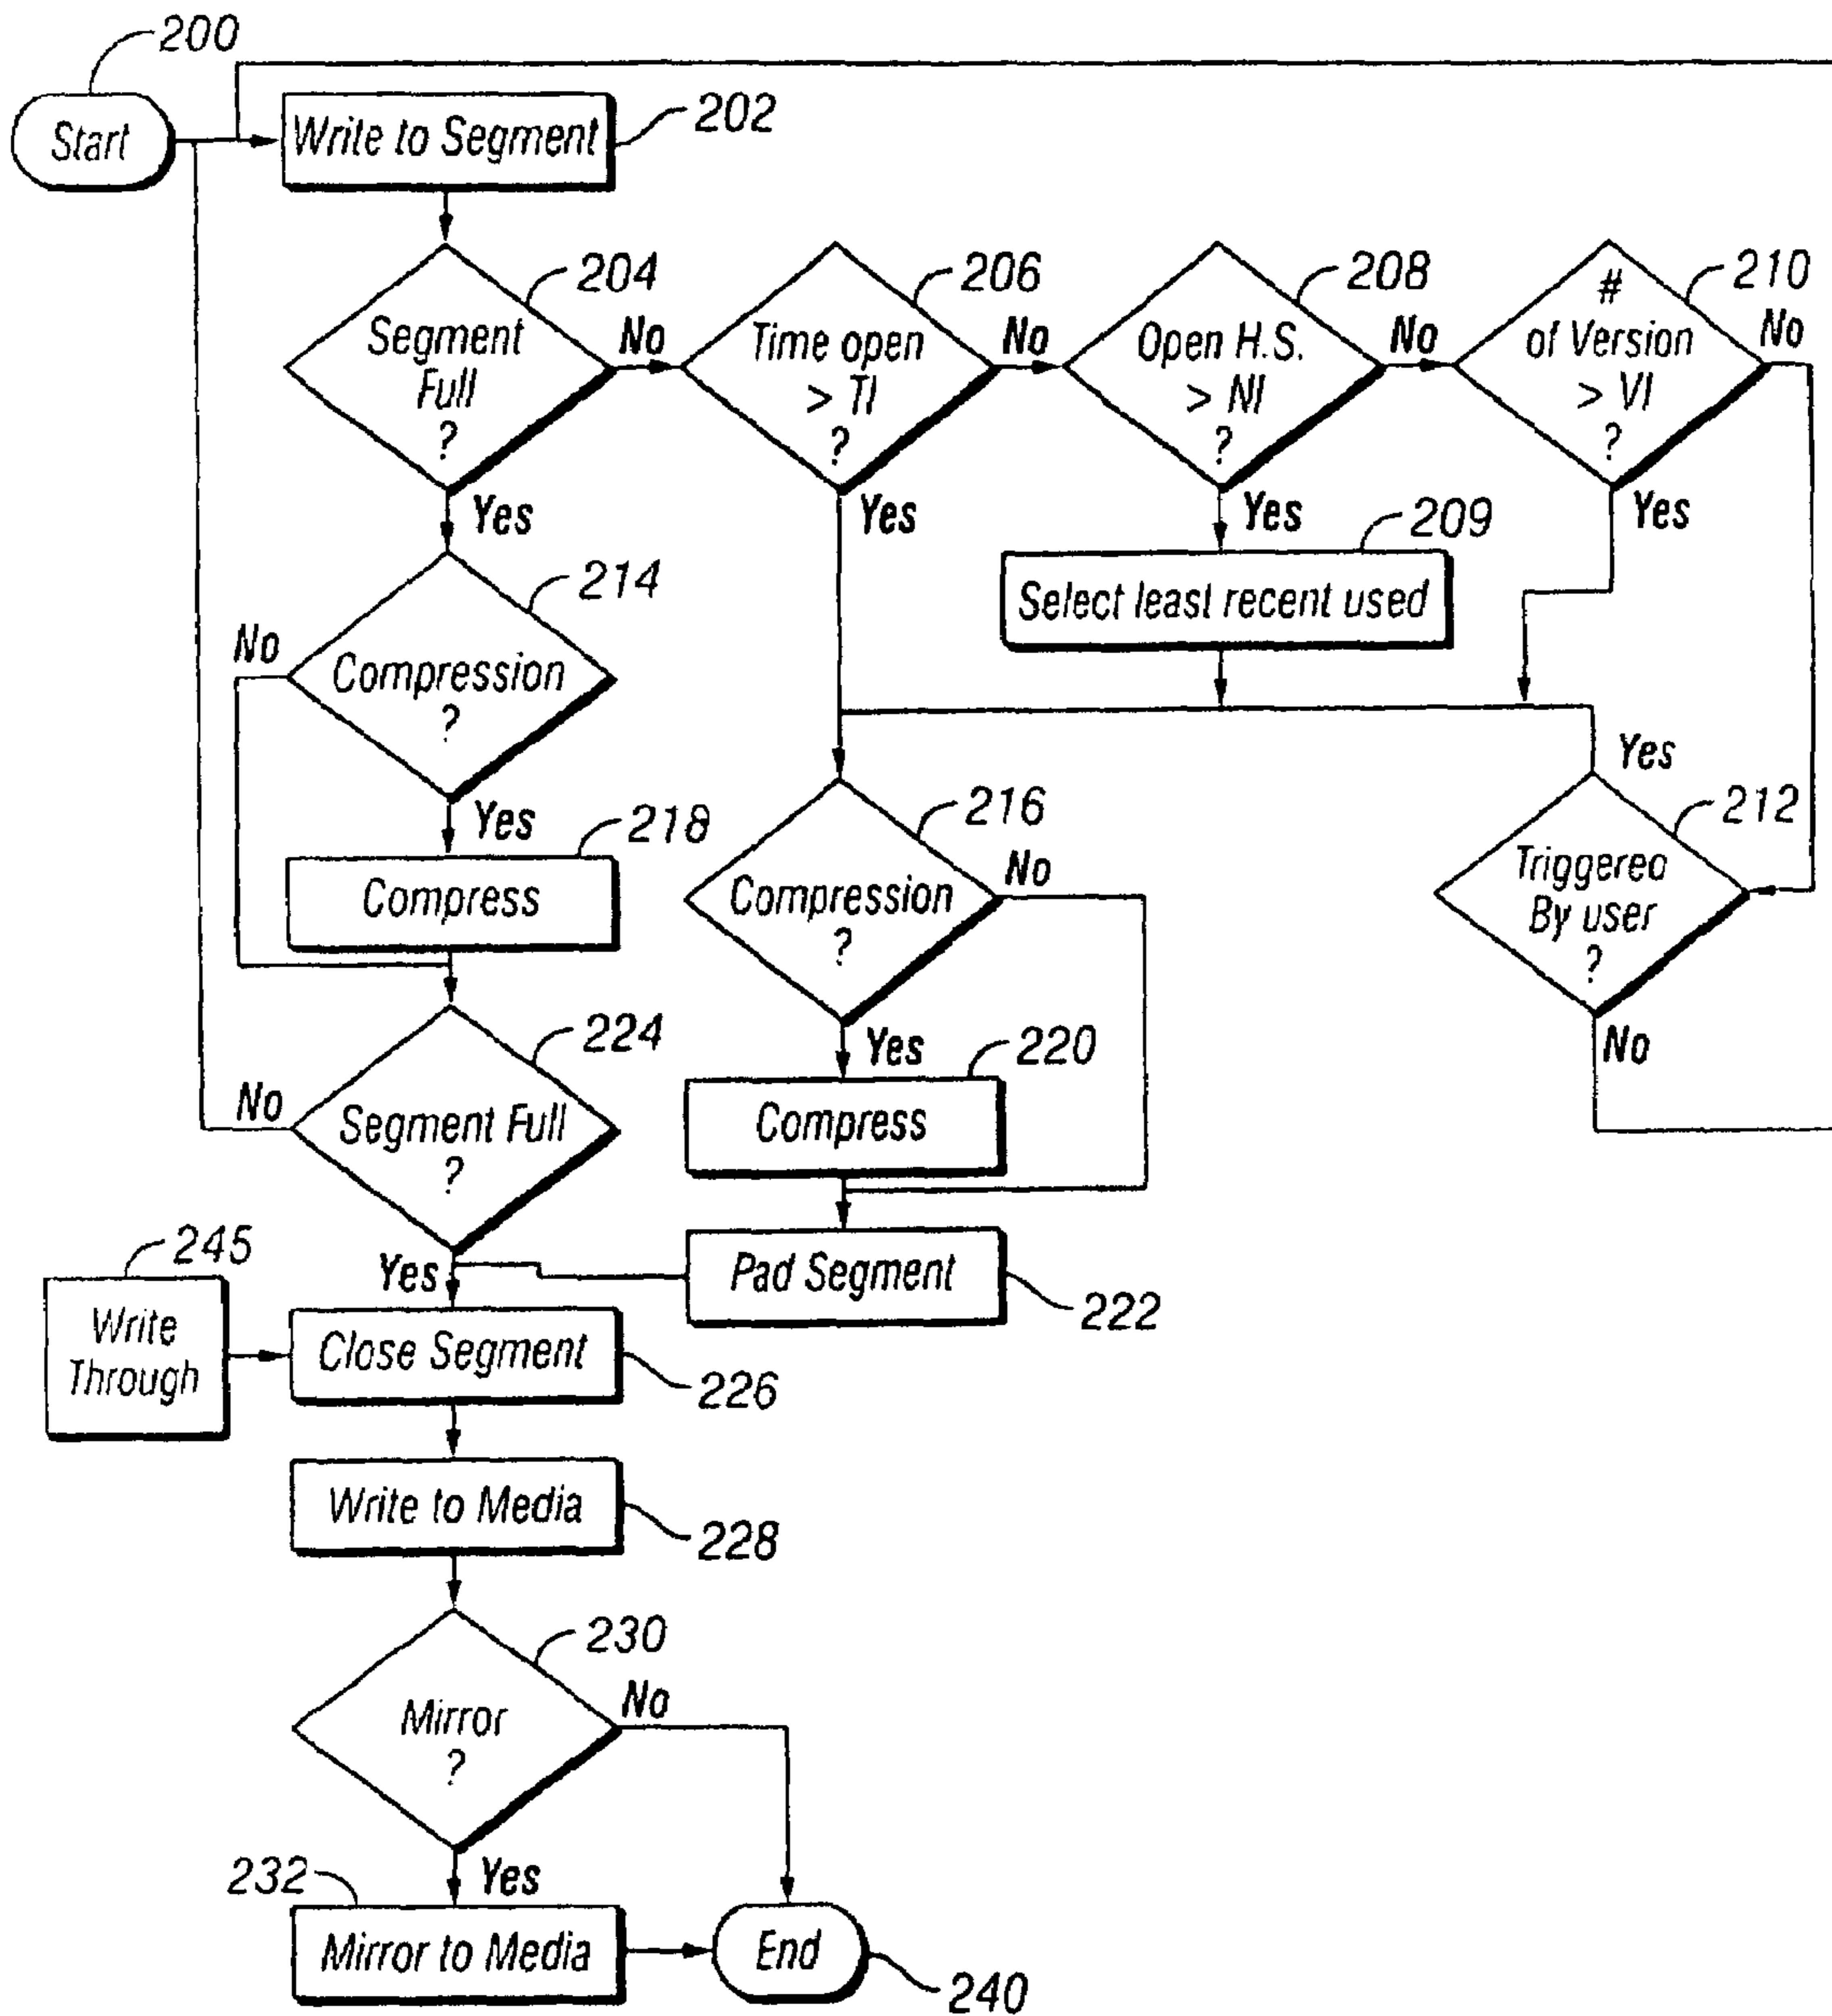 200
Start
Write to Segment
202
204
Segment
Full
?
No
Yes
206
Time open
> TI
?
No
Yes
208
Open H.S.
> NI
?
No
Yes
210
#
of Version
> VI
?
No
Yes
209
Select least recent used
214
Compression
?
No
Yes
218
Compress
216
Compression
?
No
Yes
212
Triggered
By user
?
Yes
No
224
Segment Full
?
No
Yes
220
Compress
Pad Segment
222
245
Write
Through
Close Segment
226
Write to Media
228
230
Mirror
?
No
Yes
232
Mirror to Media
End
240